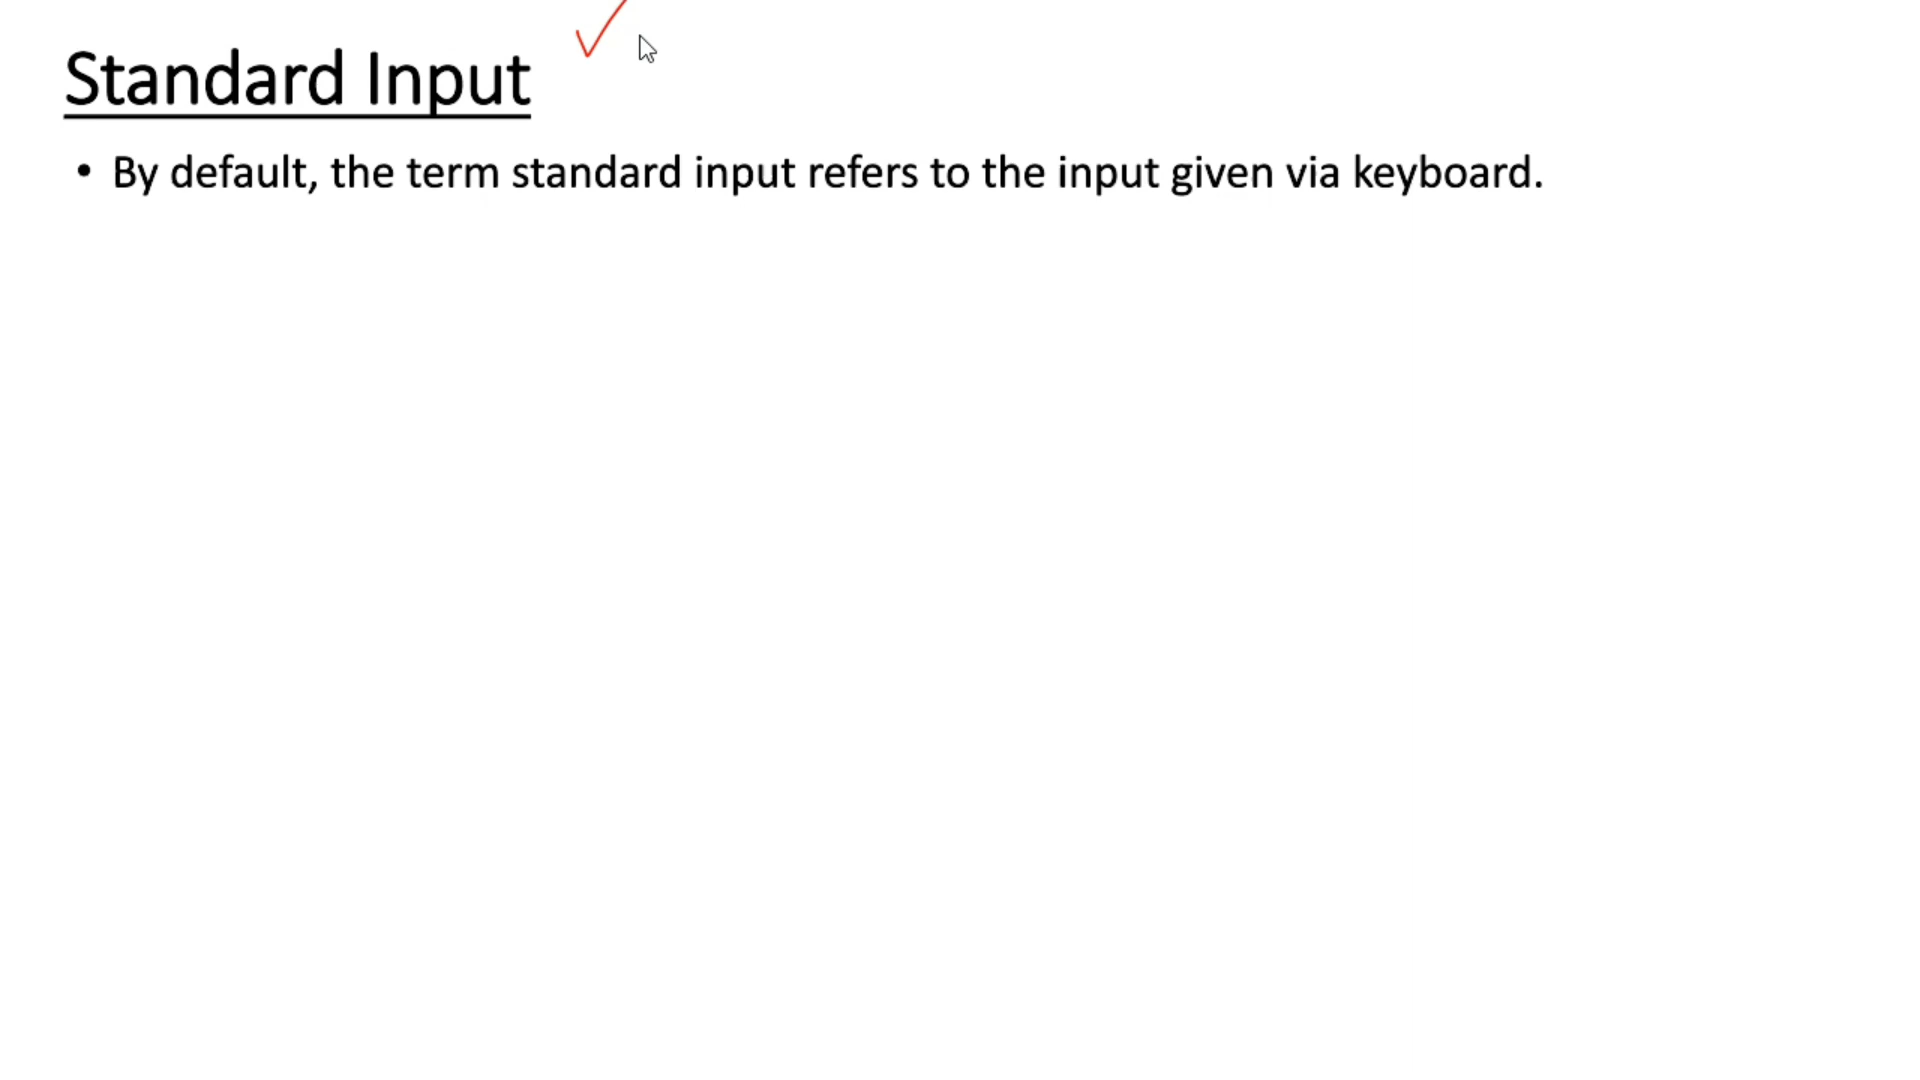 Standard Input
• By default, the term standard input refers to the input given via keyboard.